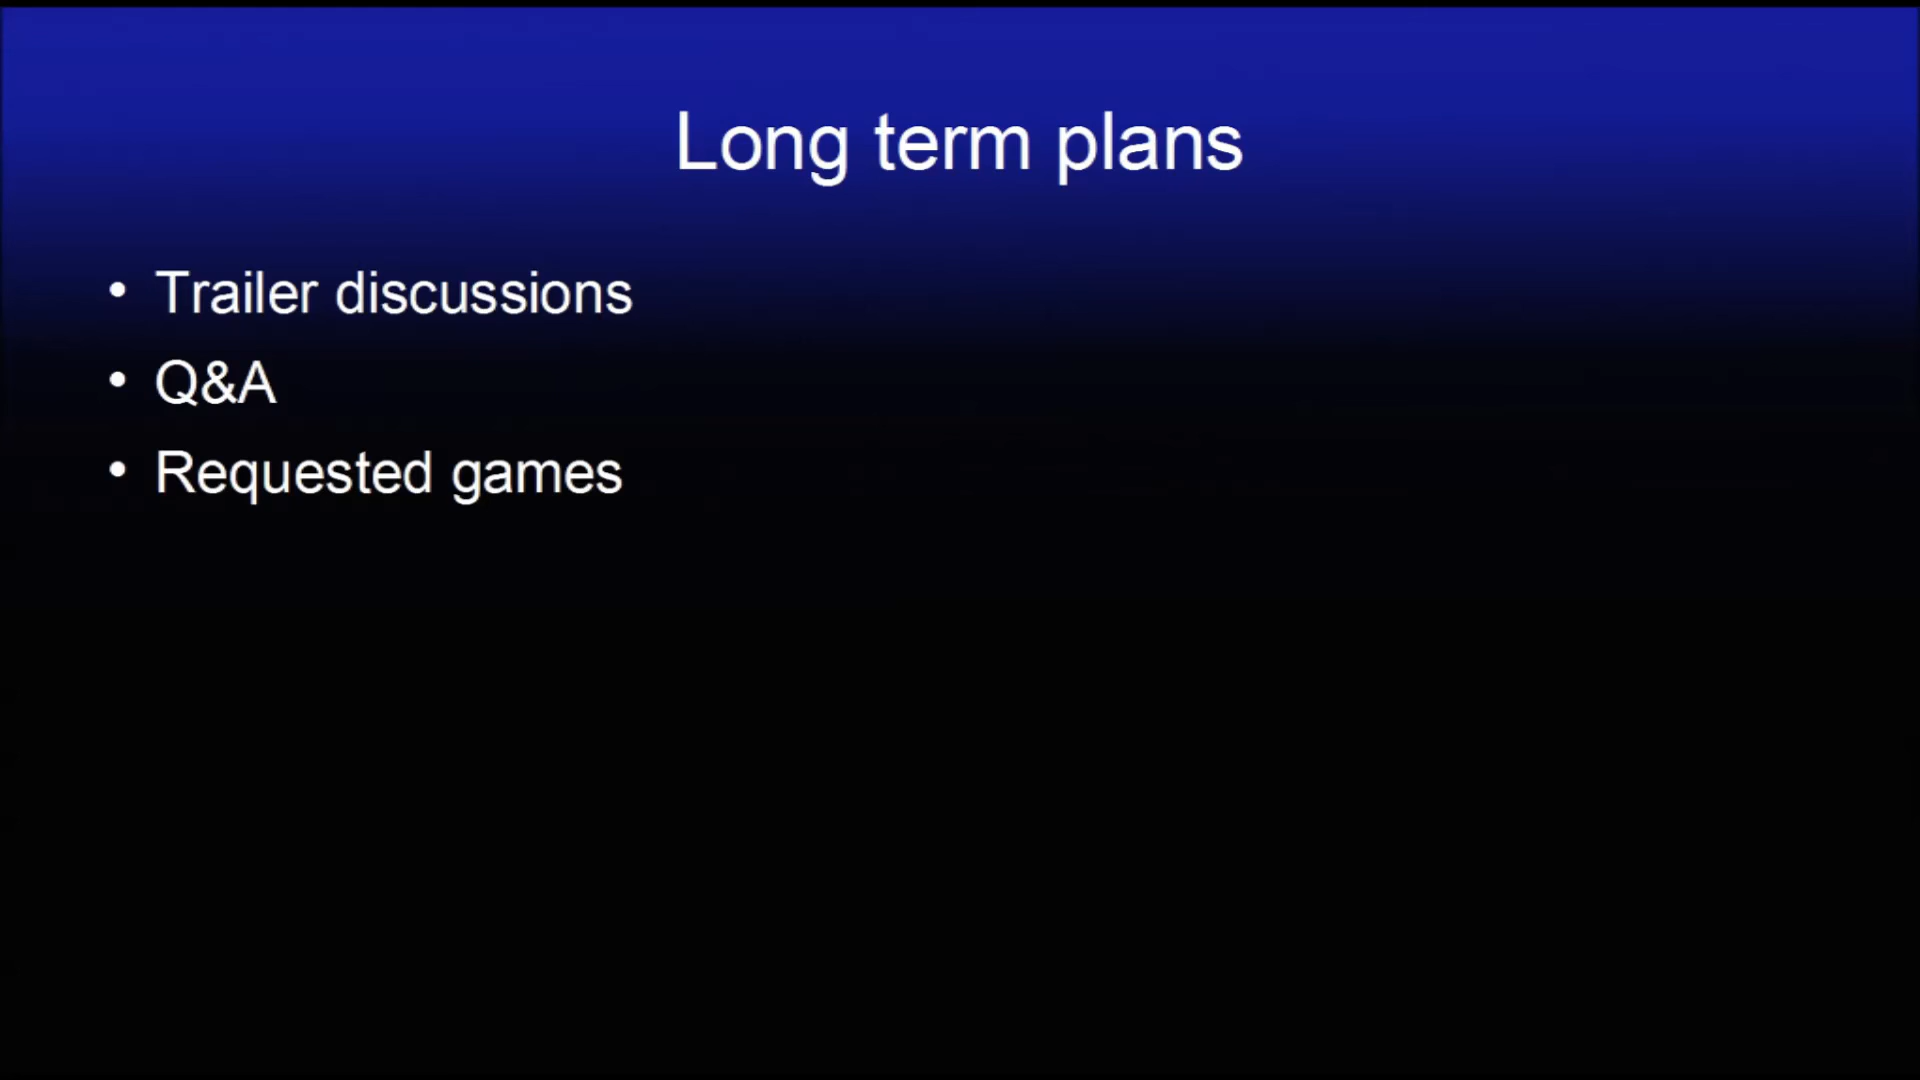 Long term plans
• Trailer discussions
• Q&A
• Requested games